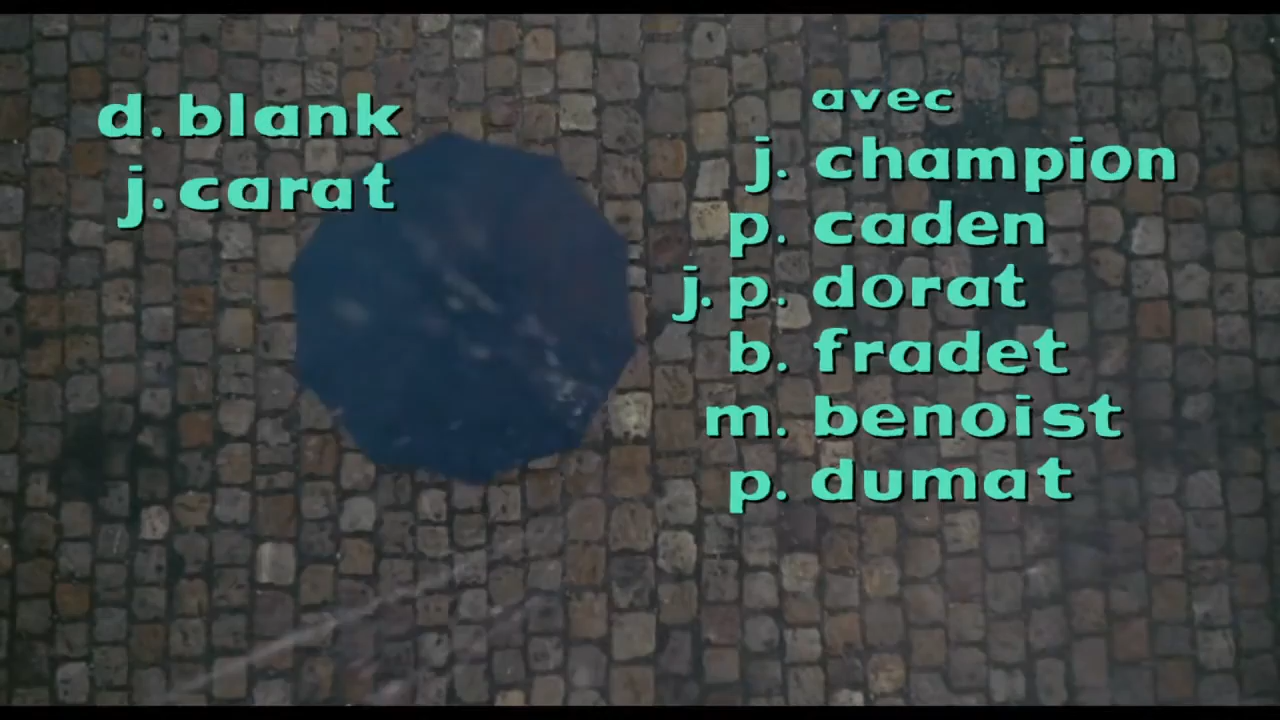 d. blank
j. carat
avec
j. champion
p. caden
j. p. dorat
b. fradet
m. benoist
p. dumat